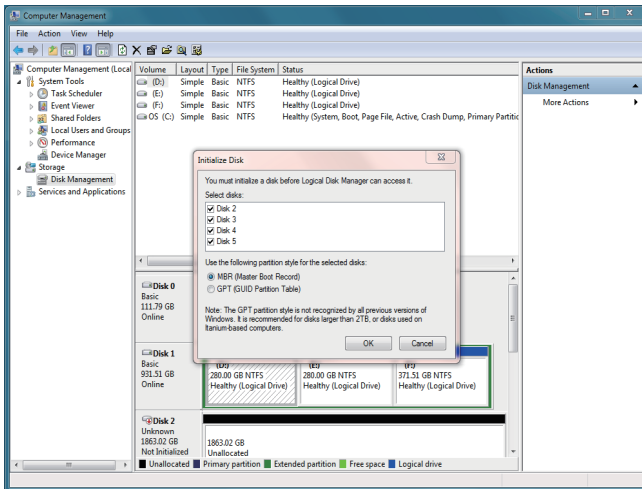 Computer Management
File Action View Help
Computer Management (Local
System Tools
Task Scheduler
Event Viewer
Shared Folders
Local Users and Groups
Performance
Device Manager
Storage
Disk Management
Services and Applications
Volume Layout Type File System Status
(D:) Simple Basic NTFS Healthy (Logical Drive)
(E:) Simple Basic NTFS Healthy (Logical Drive)
(F:) Simple Basic NTFS Healthy (Logical Drive)
OS (C:) Simple Basic NTFS Healthy (System, Boot, Page File, Active, Crash Dump, Primary Partitic
Actions
Disk Management
More Actions
Initialize Disk
You must initialize a disk before Logical Disk Manager can access it.
Select disks:
Disk 2
Disk 3
Disk 4
Disk 5
Use the following partition style for the selected disks:
MBR (Master Boot Record)
GPT (GUID Partition Table)
Note: The GPT partition style is not recognized by all previous versions of
Windows. It is recommended for disks larger than 2TB, or disks used on
Itanium-based computers.
OK Cancel
Disk 0
Basic
111.79 GB
Online
Disk 1
Basic
931.51 GB
Online
(D:) (E:) (F:)
280.00 GB NTFS 280.00 GB NTFS 371.51 GB NTFS
Healthy (Logical Drive) Healthy (Logical Drive) Healthy (Logical Drive)
Disk 2
Unknown
1863.02 GB
Not Initialized
1863.02 GB
Unallocated
Unallocated Primary partition Extended partition Free space Logical drive